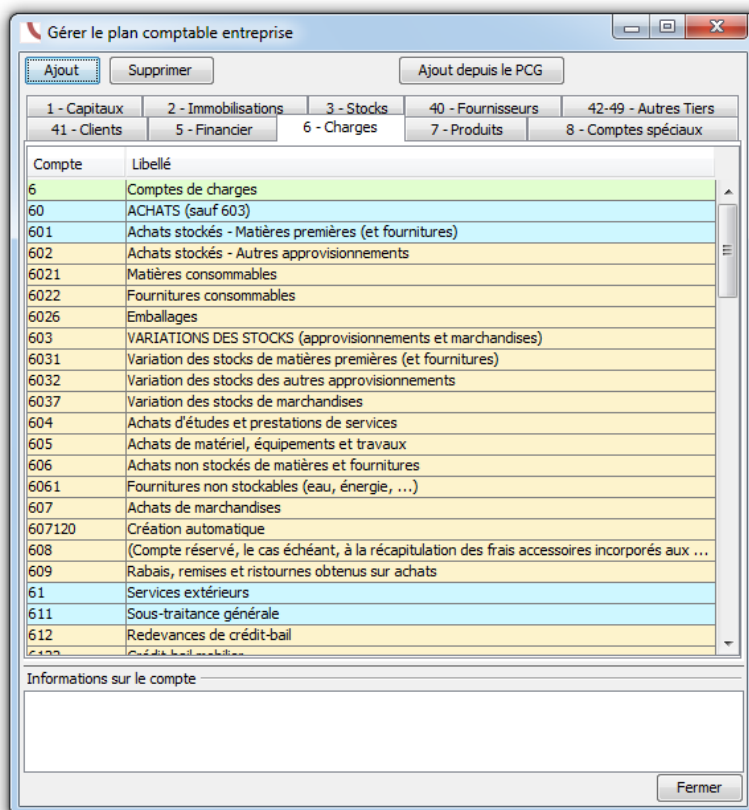 Gérer le plan comptable entreprise
Ajout Supprimer Ajout depuis le PCG
1 - Capitaux 2 - Immobilisations 3 - Stocks 40 - Fournisseurs 42-49 - Autres Tiers
41 - Clients 5 - Financier 6 - Charges 7 - Produits 8 - Comptes spéciaux
Compte Libellé
6 Comptes de charges
60 ACHATS (sauf 603)
601 Achats stockés - Matières premières (et fournitures)
602 Achats stockés - Autres approvisionnements
6021 Matières consommables
6022 Fournitures consommables
6026 Emballages
603 VARIATIONS DES STOCKS (approvisionnements et marchandises)
6031 Variation des stocks de matières premières (et fournitures)
6032 Variation des stocks des autres approvisionnements
6037 Variation des stocks de marchandises
604 Achats d'études et prestations de services
605 Achats de matériel, équipements et travaux
606 Achats non stockés de matières et fournitures
6061 Fournitures non stockables (eau, énergie, ...)
607 Achats de marchandises
607120 Création automatique
608 (Compte réservé, le cas échéant, à la récapitulation des frais accessoires incorporés aux ...
609 Rabais, remises et ristournes obtenus sur achats
61 Services extérieurs
611 Sous-traitance générale
612 Redevances de crédit-bail
Informations sur le compte
Fermer